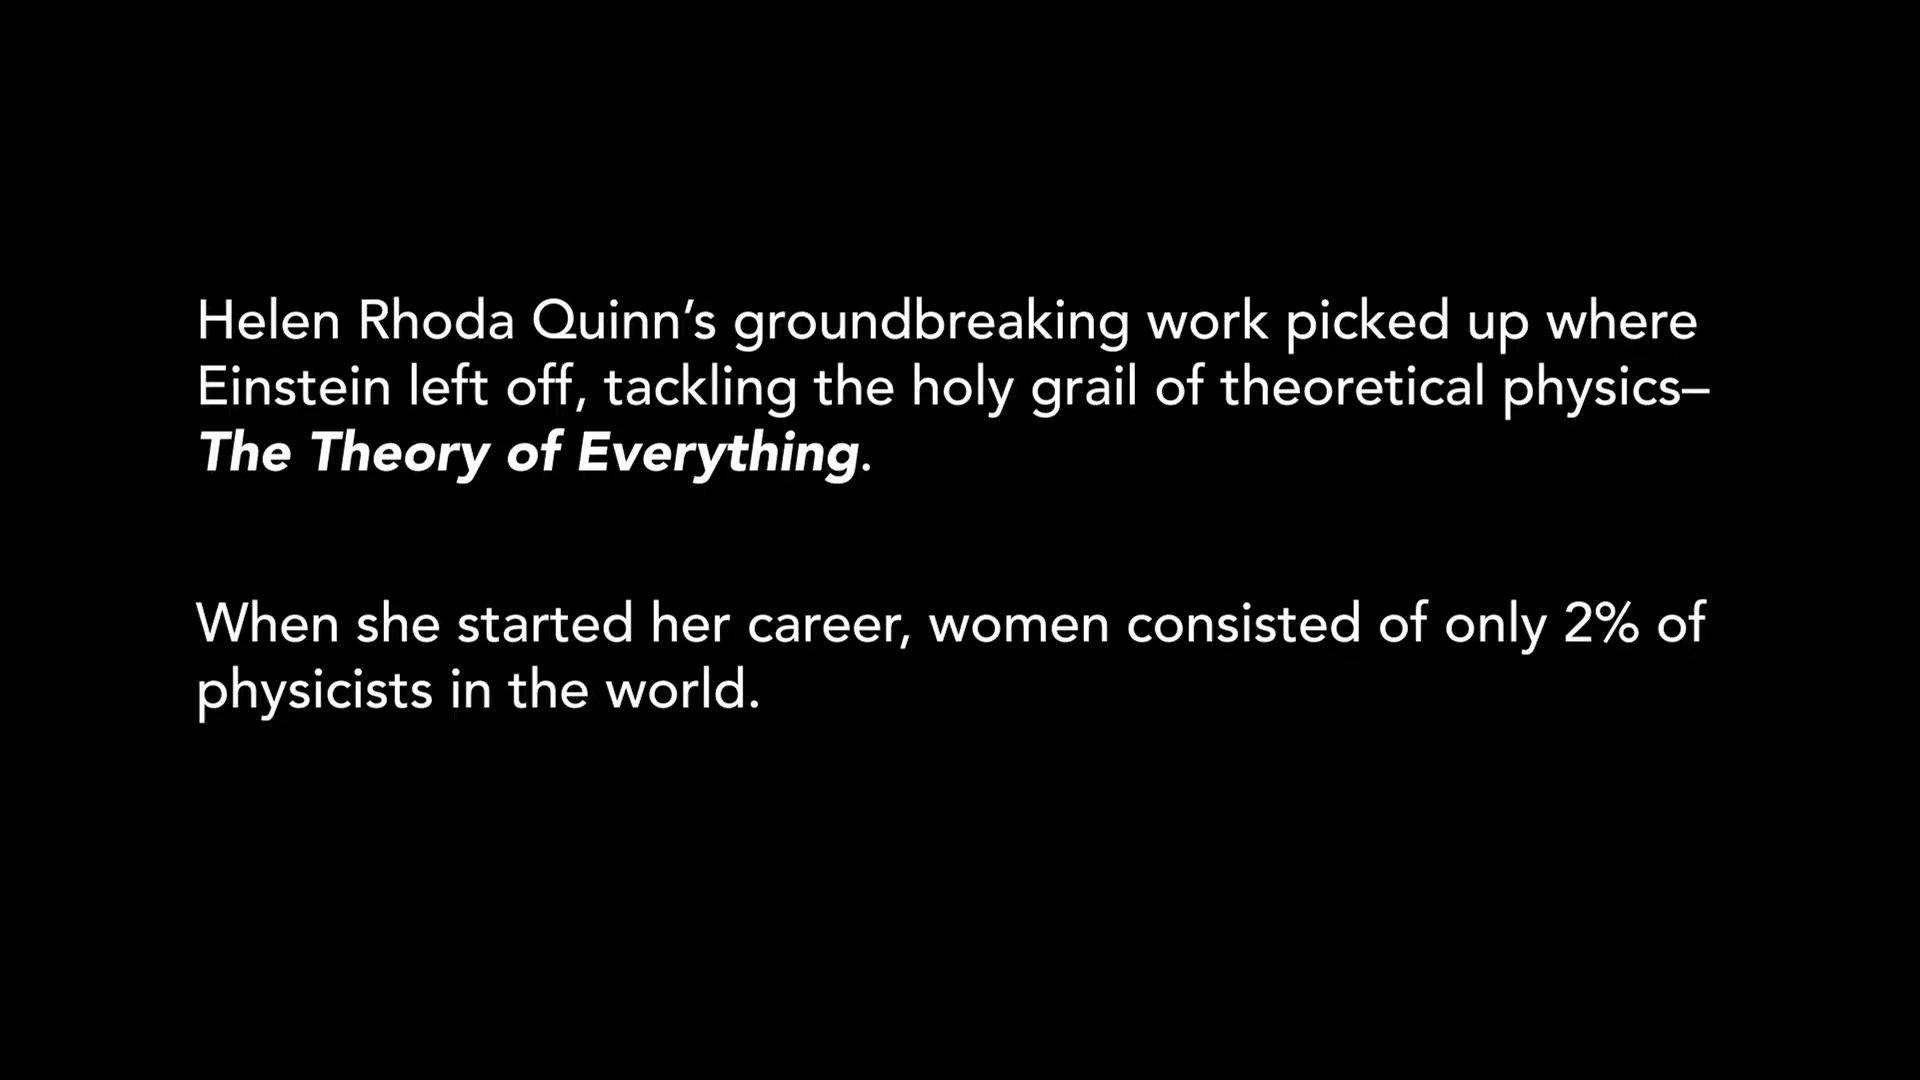 Helen Rhoda Quinn’s groundbreaking work picked up where
Einstein left off, tackling the holy grail of theoretical physics–
The Theory of Everything.
When she started her career, women consisted of only 2% of
physicists in the world.